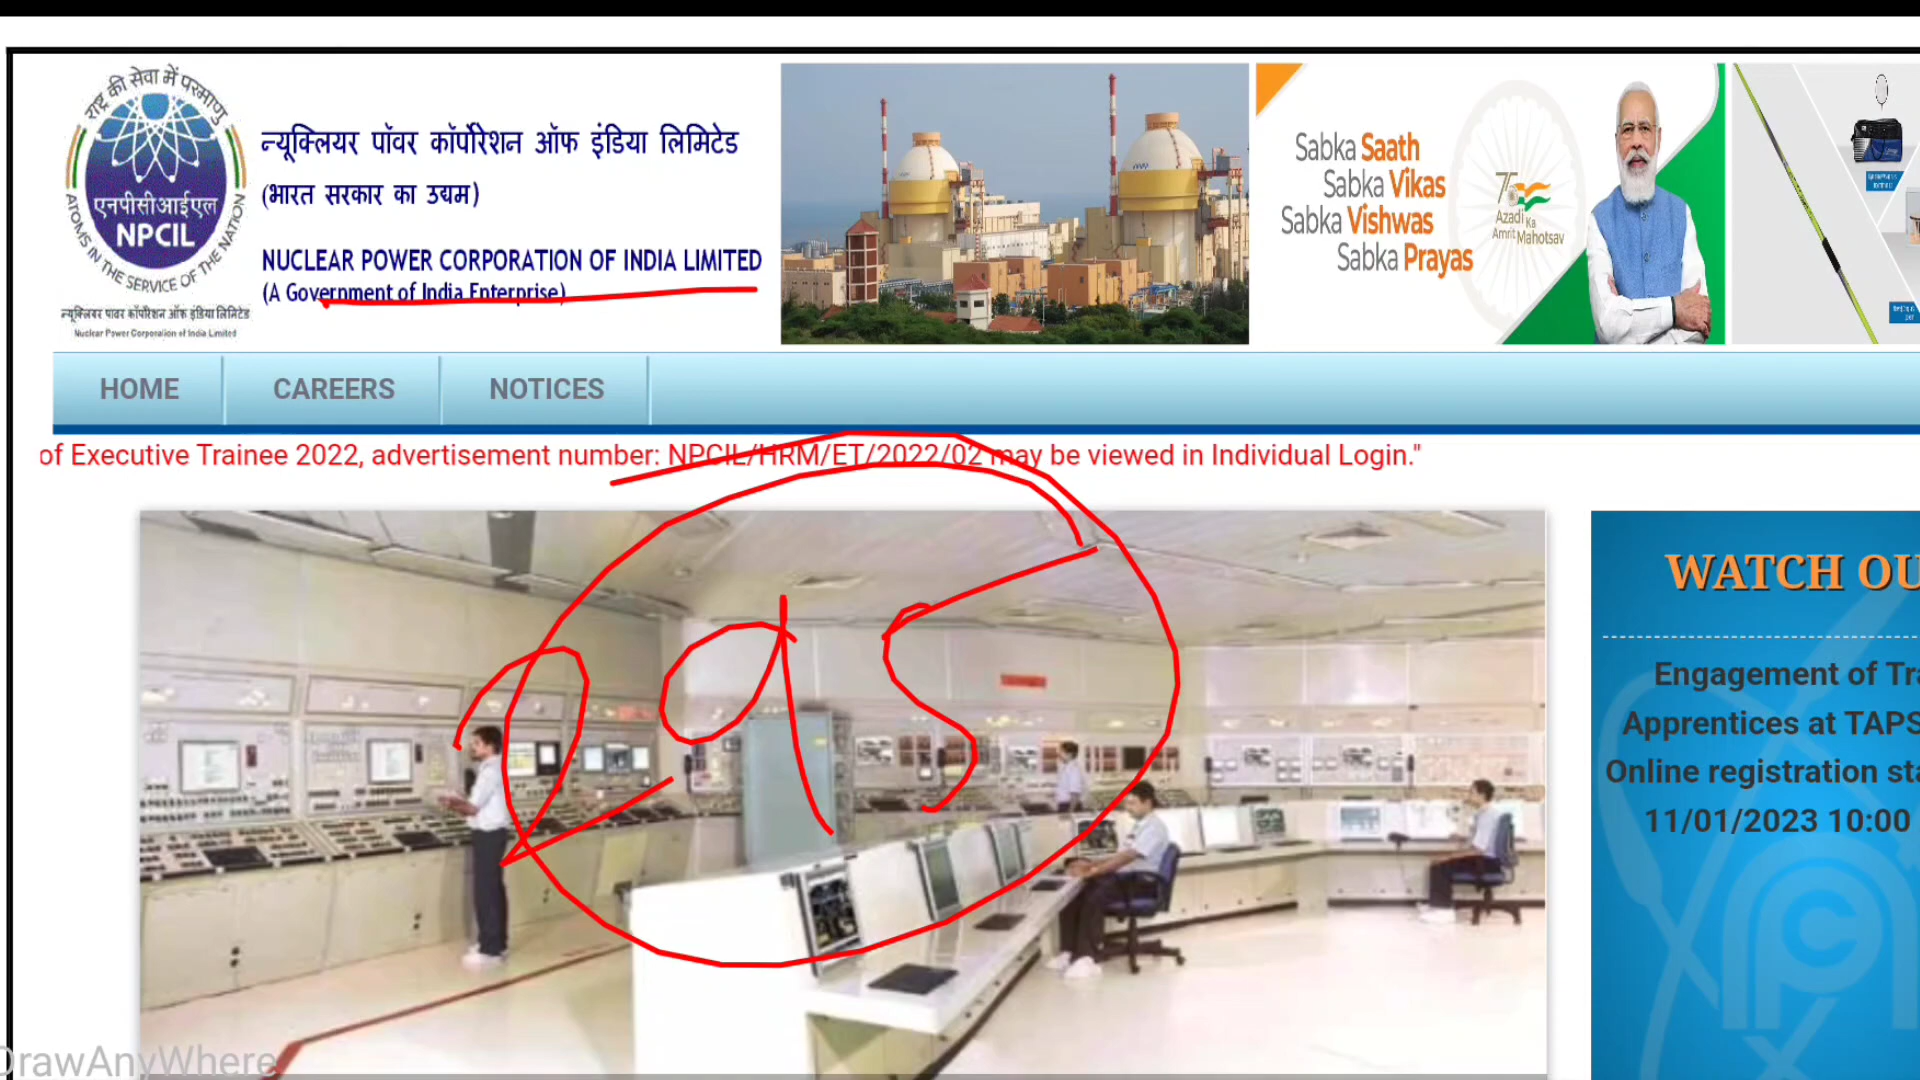 राष्ट्र की सेवा में परमाणु
एनपीसीआईएल
NPCIL
ATOMS IN THE SERVICE OF THE NATION
न्यूक्लियर पावर कॉर्पोरेशन ऑफ इंडिया लिमिटेड
Nuclear Power Corporation of India Limited
न्यूक्लियर पॉवर कॉर्पोरेशन ऑफ इंडिया लिमिटेड
(भारत सरकार का उद्यम)
NUCLEAR POWER CORPORATION OF INDIA LIMITED
(A Government of India Enterprise)
Sabka Saath
Sabka Vikas
Sabka Vishwas
Sabka Prayas
75
Azadi Ka
Amrit Mahotsav
HOME CAREERS NOTICES
of Executive Trainee 2022, advertisement number: NPCIL/HRM/ET/2022/02 may be viewed in Individual Login."
295
WATCH OU
Engagement of Tra
Apprentices at TAPS
Online registration sta
11/01/2023 10:00
DrawAnyWhere